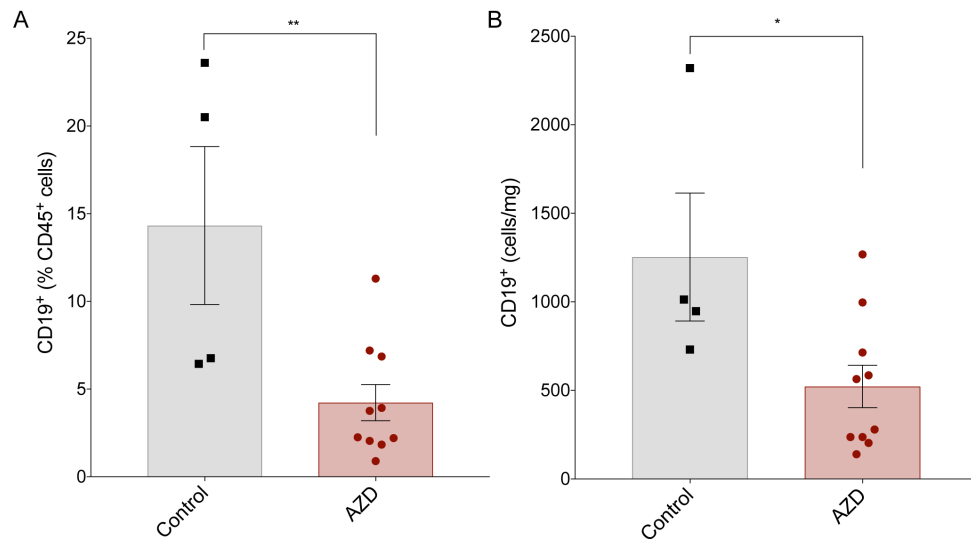 A
**
25
20
15
10
5
0
CD19⁺ (% CD45⁺ cells)
Control
AZD
B
*
2500
2000
1500
1000
500
0
CD19⁺ (cells/mg)
Control
AZD